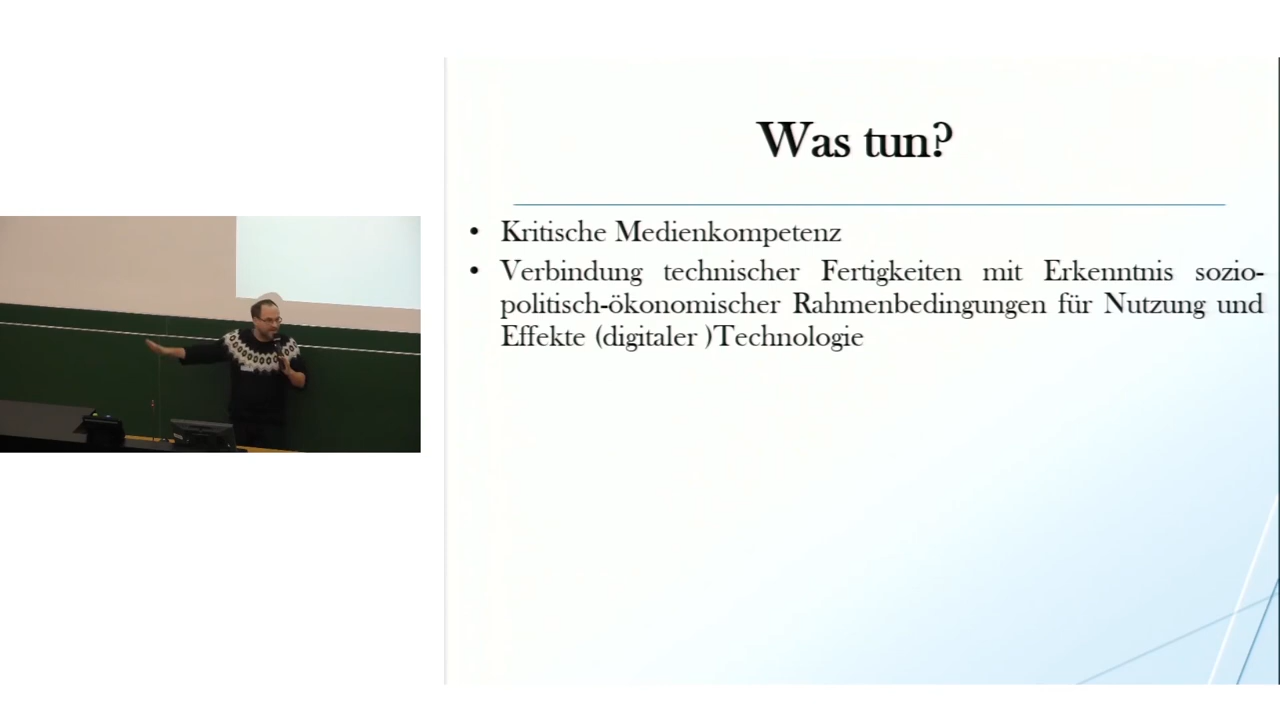 Was tun?
• Kritische Medienkompetenz
• Verbindung technischer Fertigkeiten mit Erkenntnis sozio-
politisch-ökonomischer Rahmenbedingungen für Nutzung und
Effekte (digitaler )Technologie